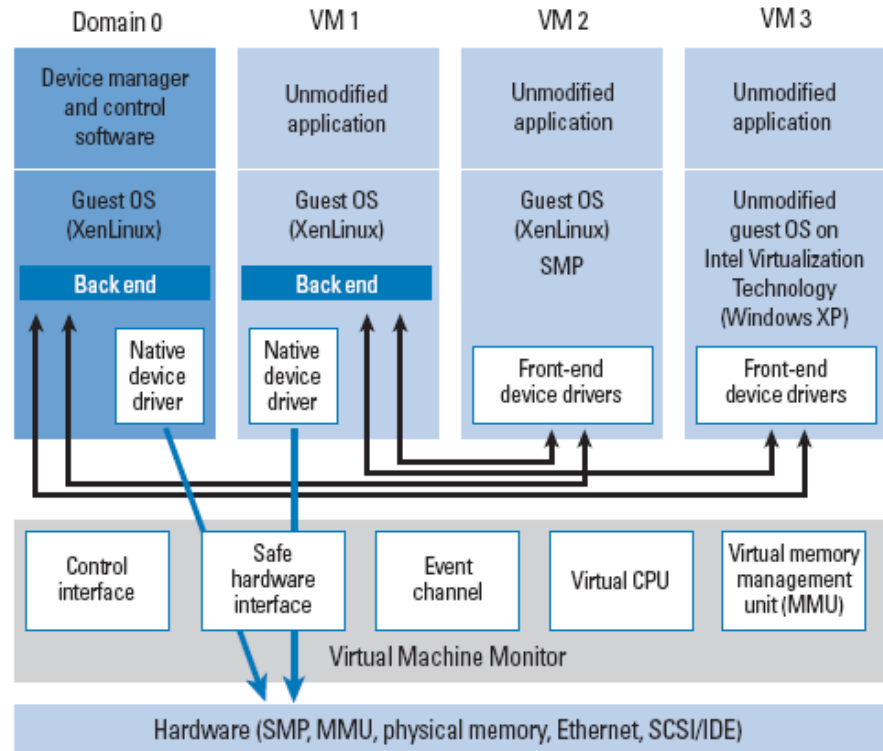 Domain 0
VM 1
VM 2
VM 3
Device manager
and control
software
Unmodified
application
Unmodified
application
Unmodified
application
Guest OS
(XenLinux)
Back end
Native
device
driver
Guest OS
(XenLinux)
Back end
Native
device
driver
Guest OS
(XenLinux)
SMP
Front-end
device drivers
Unmodified
guest OS on
Intel Virtualization
Technology
(Windows XP)
Front-end
device drivers
Control
interface
Safe
hardware
interface
Event
channel
Virtual CPU
Virtual memory
management
unit (MMU)
Virtual Machine Monitor
Hardware (SMP, MMU, physical memory, Ethernet, SCSI/IDE)